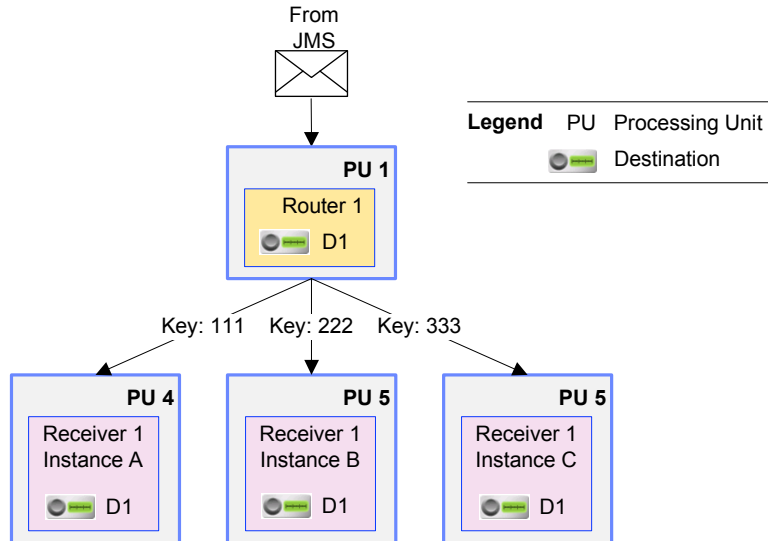 From
JMS
Legend PU Processing Unit
Destination
PU 1
Router 1
D1
Key: 111 Key: 222 Key: 333
PU 4 PU 5 PU 5
Receiver 1 Receiver 1 Receiver 1
Instance A Instance B Instance C
D1 D1 D1